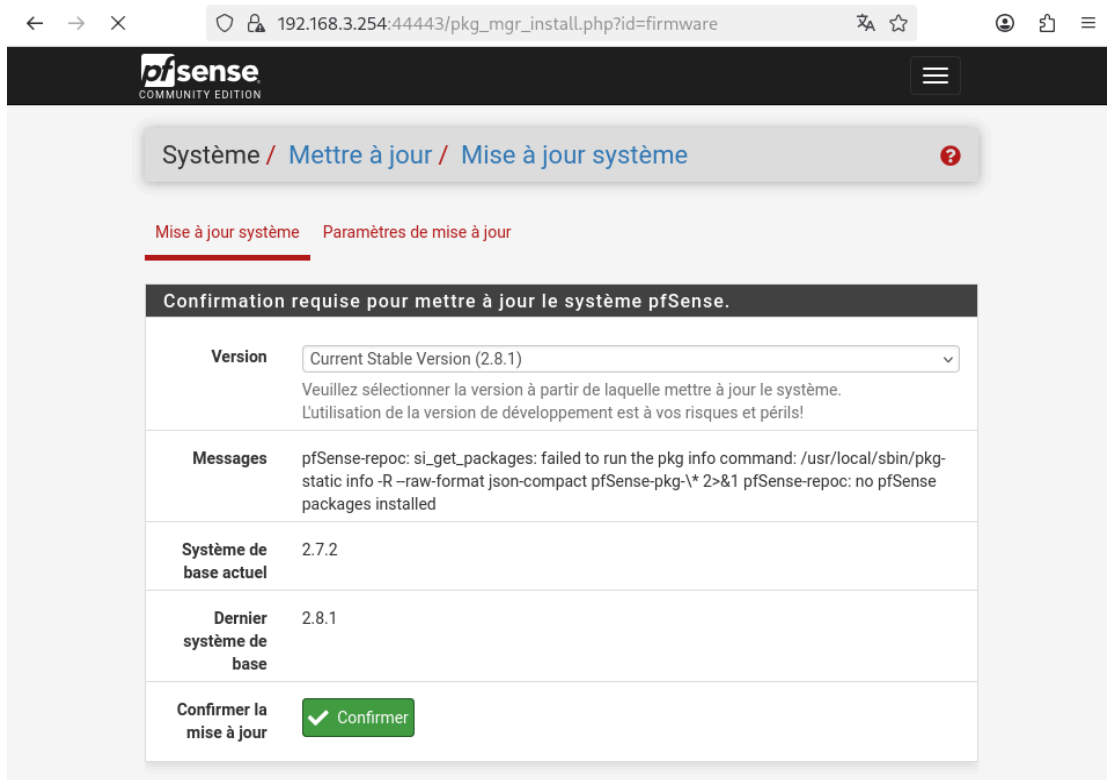 192.168.3.254:44443/pkg_mgr_install.php?id=firmware
pfsense
COMMUNITY EDITION
Système / Mettre à jour / Mise à jour système
Mise à jour système Paramètres de mise à jour
Confirmation requise pour mettre à jour le système pfSense.
Version Current Stable Version (2.8.1)
Veuillez sélectionner la version à partir de laquelle mettre à jour le système.
L'utilisation de la version de développement est à vos risques et périls!
Messages pfSense-repoc: si_get_packages: failed to run the pkg info command: /usr/local/sbin/pkg-
static info -R --raw-format json-compact pfSense-pkg-\* 2>&1 pfSense-repoc: no pfSense
packages installed
Système de 2.7.2
base actuel
Dernier 2.8.1
système de
base
Confirmer la
mise à jour
Confirmer